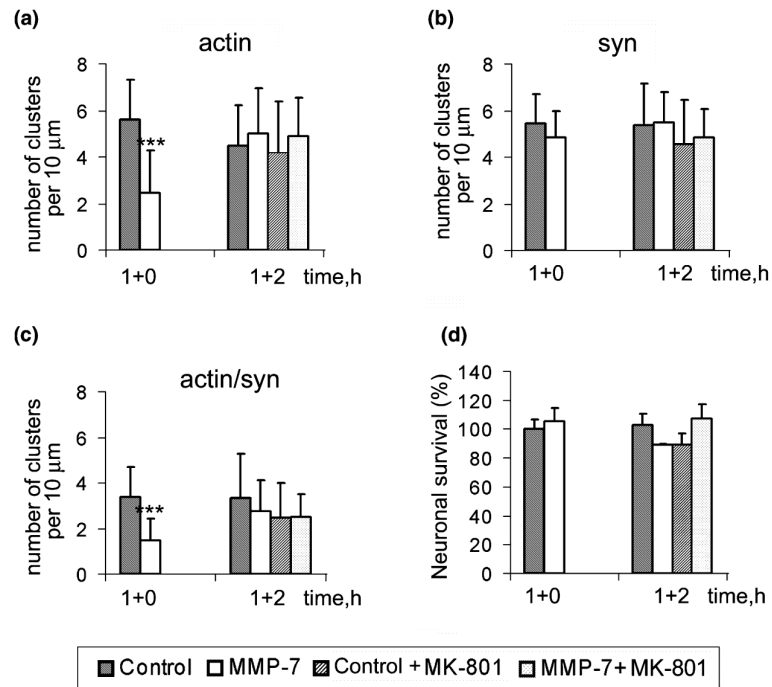 (a)
actin
number of clusters
per 10 μm
8
6
4
2
0
***
1+0
1+2
time,h
(b)
syn
number of clusters
per 10 μm
8
6
4
2
0
1+0
1+2
time,h
(c)
actin/syn
number of clusters
per 10 μm
8
6
4
2
0
***
1+0
1+2
time,h
(d)
Neuronal survival (%)
140
120
100
80
60
40
20
0
1+0
1+2
time,h
Control MMP-7 Control + MK-801 MMP-7+MK-801